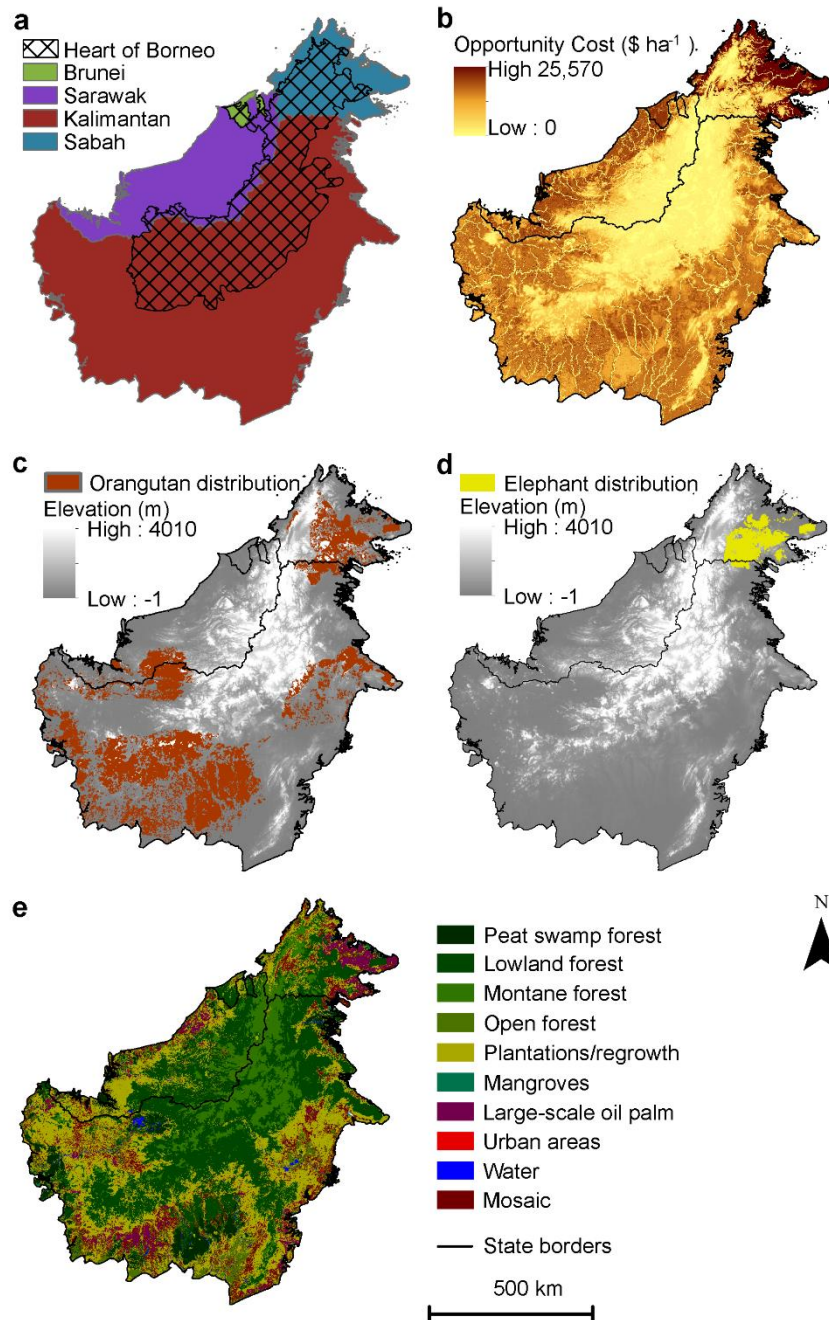 a
Heart of Borneo
Brunei
Sarawak
Kalimantan
Sabah
b
Opportunity Cost ($ ha⁻¹ ).
High 25,570
Low : 0
c
Orangutan distribution
Elevation (m)
High : 4010
Low : -1
d
Elephant distribution
Elevation (m)
High : 4010
Low : -1
e
N
Peat swamp forest
Lowland forest
Montane forest
Open forest
Plantations/regrowth
Mangroves
Large-scale oil palm
Urban areas
Water
Mosaic
State borders
500 km